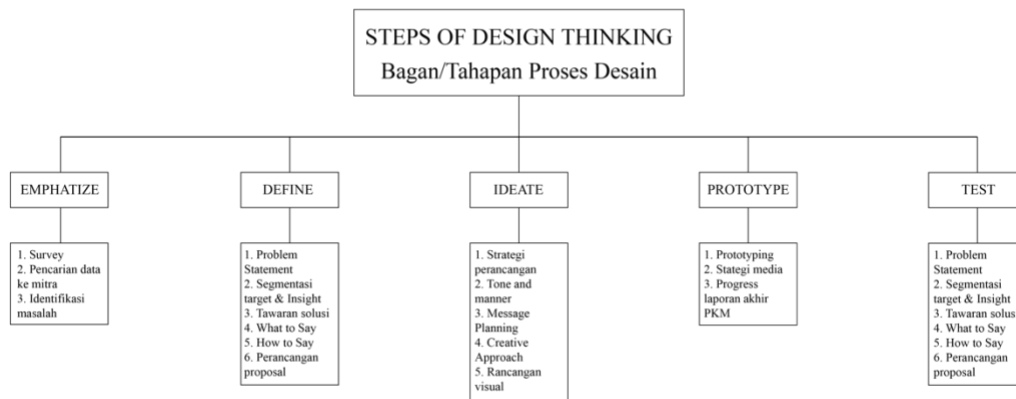 STEPS OF DESIGN THINKING
Bagan/Tahapan Proses Desain
EMPHATIZE
1. Survey
2. Pencarian data
ke mitra
3. Identifikasi
masalah
DEFINE
1. Problem
Statement
2. Segmentasi
target & Insight
3. Tawaran solusi
4. What to Say
5. How to Say
6. Perancangan
proposal
IDEATE
1. Strategi
perancangan
2. Tone and
manner
3. Message
Planning
4. Creative
Approach
5. Rancangan
visual
PROTOTYPE
1. Prototyping
2. Stategi media
3. Progress
laporan akhir
PKM
TEST
1. Problem
Statement
2. Segmentasi
target & Insight
3. Tawaran solusi
4. What to Say
5. How to Say
6. Perancangan
proposal